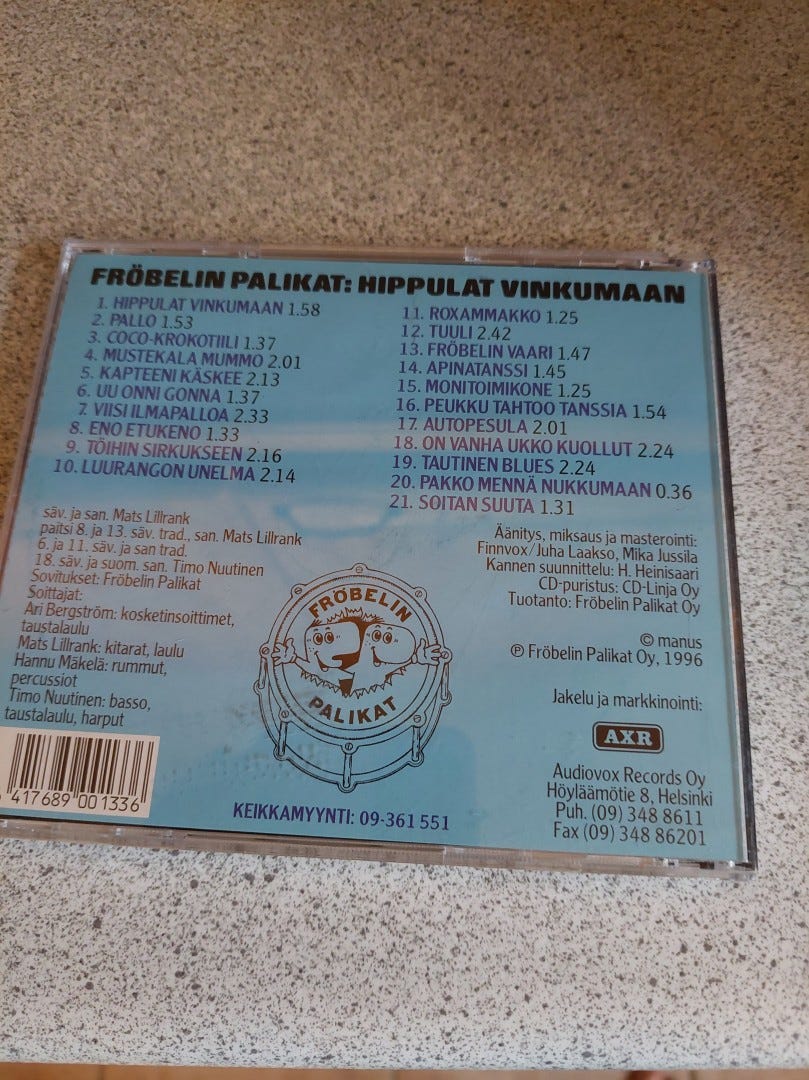 FRÖBELIN PALIKAT: HIPPULAT VINKUMAAN
1. HIPPULAT VINKUMAAN 1.58
2. PALLO 1.53
3. COCO-KROKOTIILI 1.37
4. MUSTEKALA MUMMO 2.01
5. KAPTEENI KÄSKEE 2.13
6. UU ONNI GONNA 1.37
7. VIISI ILMAPALLOA 2.33
8. ENO ETUKENO 1.33
9. TÖIHIN SIRKUKSEEN 2.16
10. LUURANGON UNELMA 2.14
11. ROXAMMAKKO 1.25
12. TUULI 2.42
13. FRÖBELIN VAARI 1.47
14. APINATANSSI 1.45
15. MONITOIMIKONE 1.25
16. PEUKKU TAHTOO TANSSIA 1.54
17. AUTOPESULA 2.01
18. ON VANHA UKKO KUOLLUT 2.24
19. TAUTINEN BLUES 2.24
20. PAKKO MENNÄ NUKKUMAAN 0.36
21. SOITAN SUUTA 1.31
säv. ja san. Mats Lillrank
paitsi 8. ja 13. säv. trad., san. Mats Lillrank
6. ja 11. säv. ja san trad.
18. säv. ja suom. san. Timo Nuutinen
Sovitukset: Fröbelin Palikat
Soittajat:
Ari Bergström: kosketinsoittimet,
taustalaulu
Mats Lillrank: kitarat, laulu
Hannu Mäkelä: rummut,
percussiot
Timo Nuutinen: basso,
taustalaulu, harput
417689 001336
FRÖBELIN
PALIKAT
KEIKKAMYYNTI: 09-361 551
Äänitys, miksaus ja masterointi:
Finnvox/Juha Laakso, Mika Jussila
Kannen suunnittelu: H. Heinisaari
CD-puristus: CD-Linja Oy
Tuotanto: Fröbelin Palikat Oy
© manus
℗ Fröbelin Palikat Oy, 1996
Jakelu ja markkinointi:
AXR
Audiovox Records Oy
Höyläämötie 8, Helsinki
Puh. (09) 348 8611
Fax (09) 348 86201